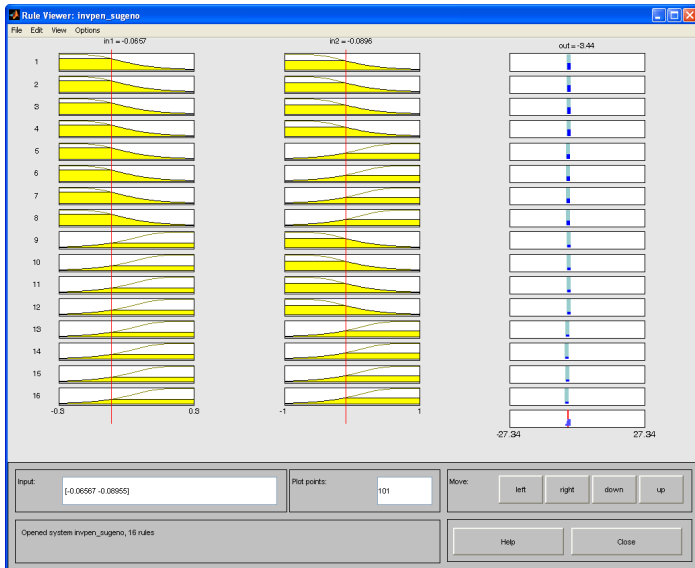 Rule Viewer: invpen_sugeno
File Edit View Options
in1 = -0.0657 in2 = -0.0896 out = -3.44
1
2
3
4
5
6
7
8
9
10
11
12
13
14
15
16
-0.3 0.3 -1 1
-27.34 27.34
Input: [-0.06567 -0.08955] Plot points: 101 Move: left right down up
Opened system invpen_sugeno, 16 rules
Help Close